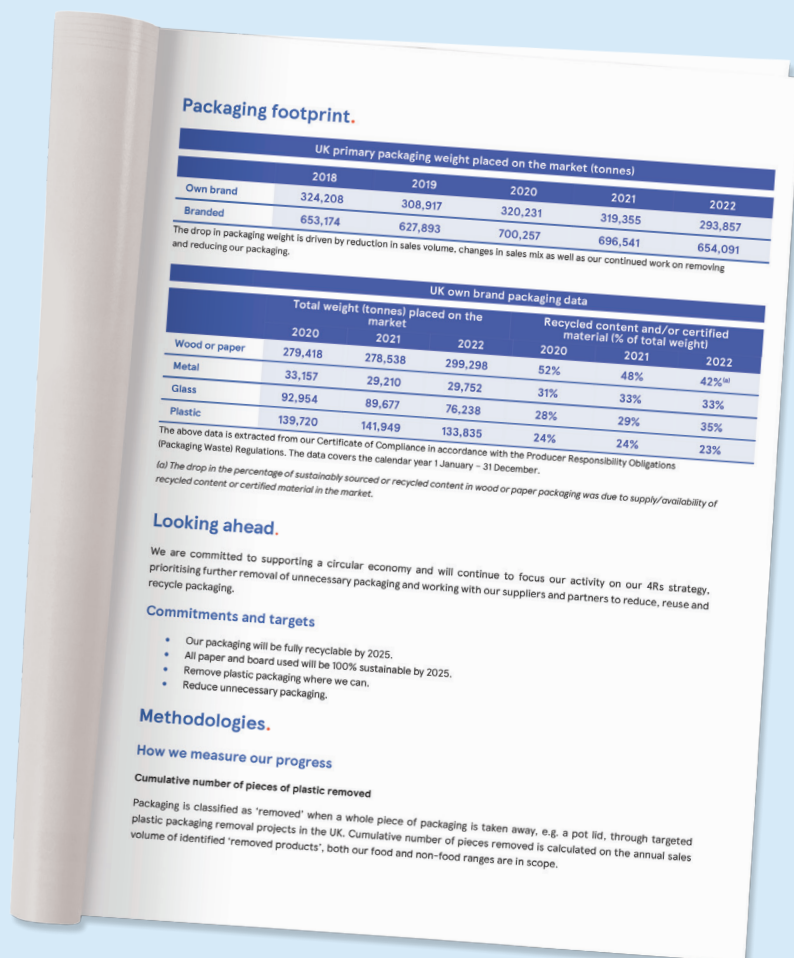 Packaging footprint.
UK primary packaging weight placed on the market (tonnes)
2018 2019 2020 2021 2022
Own brand 324,208 308,917 320,231 319,355 293,857
Branded 653,174 627,893 700,257 696,541 654,091
The drop in packaging weight is driven by reduction in sales volume, changes in sales mix as well as our continued work on removing
and reducing our packaging.
UK own brand packaging data
Total weight (tonnes) placed on the
market
Recycled content and/or certified
material (% of total weight)
2020 2021 2022 2020 2021 2022
Wood or paper 279,418 278,538 299,298 52% 48% 42%(a)
Metal 33,157 29,210 29,752 31% 33% 33%
Glass 92,954 89,677 76,238 28% 29% 35%
Plastic 139,720 141,949 133,835 24% 24% 23%
The above data is extracted from our Certificate of Compliance in accordance with the Producer Responsibility Obligations
(Packaging Waste) Regulations. The data covers the calendar year 1 January – 31 December.
(a) The drop in the percentage of sustainably sourced or recycled content in wood or paper packaging was due to supply/availability of
recycled content or certified material in the market.
Looking ahead.
We are committed to supporting a circular economy and will continue to focus our activity on our 4Rs strategy,
prioritising further removal of unnecessary packaging and working with our suppliers and partners to reduce, reuse and
recycle packaging.
Commitments and targets
• Our packaging will be fully recyclable by 2025.
• All paper and board used will be 100% sustainable by 2025.
• Remove plastic packaging where we can.
• Reduce unnecessary packaging.
Methodologies.
How we measure our progress
Cumulative number of pieces of plastic removed
Packaging is classified as 'removed' when a whole piece of packaging is taken away, e.g. a pot lid, through targeted
plastic packaging removal projects in the UK. Cumulative number of pieces removed is calculated on the annual sales
volume of identified 'removed products', both our food and non-food ranges are in scope.